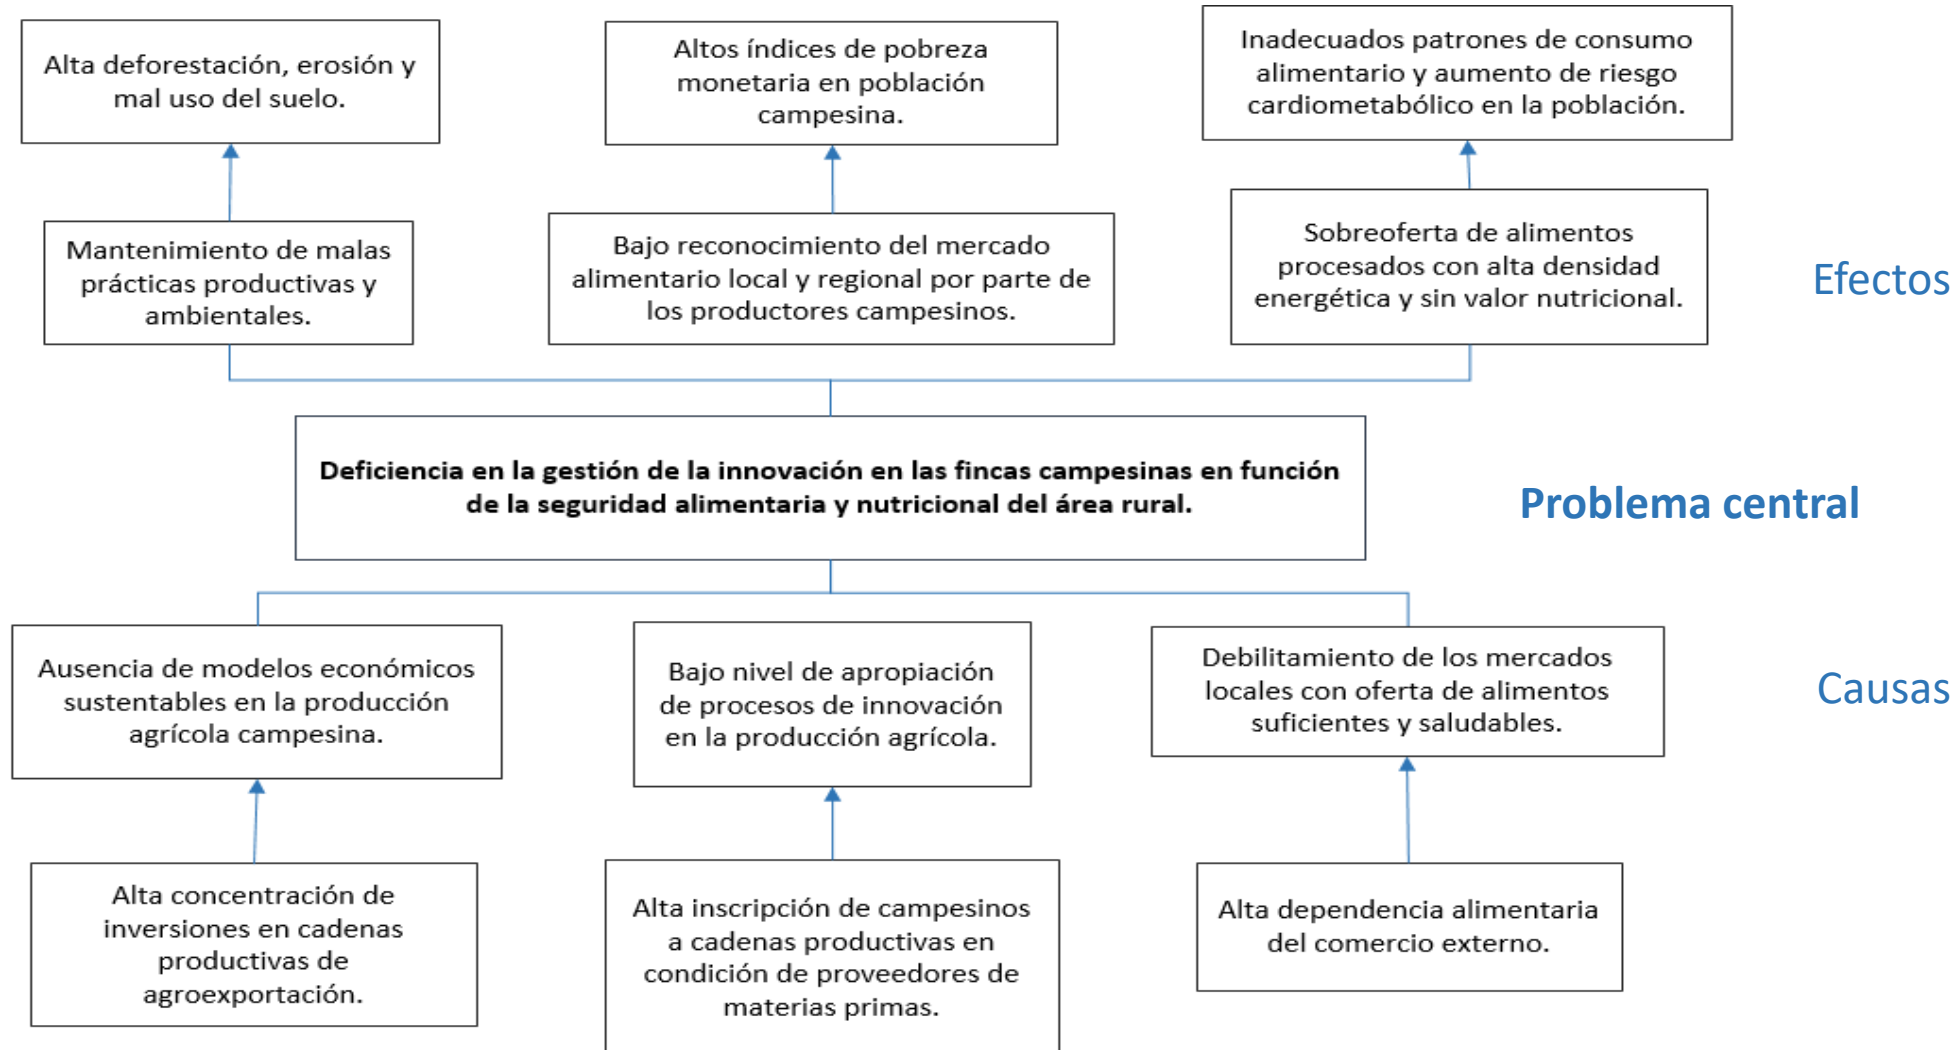 Alta deforestación, erosión y
mal uso del suelo.
Altos índices de pobreza
monetaria en población
campesina.
Inadecuados patrones de consumo
alimentario y aumento de riesgo
cardiometabólico en la población.
Mantenimiento de malas
prácticas productivas y
ambientales.
Bajo reconocimiento del mercado
alimentario local y regional por parte de
los productores campesinos.
Sobreoferta de alimentos
procesados con alta densidad
energética y sin valor nutricional.
Efectos
Deficiencia en la gestión de la innovación en las fincas campesinas en función
de la seguridad alimentaria y nutricional del área rural.
Problema central
Ausencia de modelos económicos
sustentables en la producción
agrícola campesina.
Bajo nivel de apropiación
de procesos de innovación
en la producción agrícola.
Debilitamiento de los mercados
locales con oferta de alimentos
suficientes y saludables.
Causas
Alta concentración de
inversiones en cadenas
productivas de
agroexportación.
Alta inscripción de campesinos
a cadenas productivas en
condición de proveedores de
materias primas.
Alta dependencia alimentaria
del comercio externo.